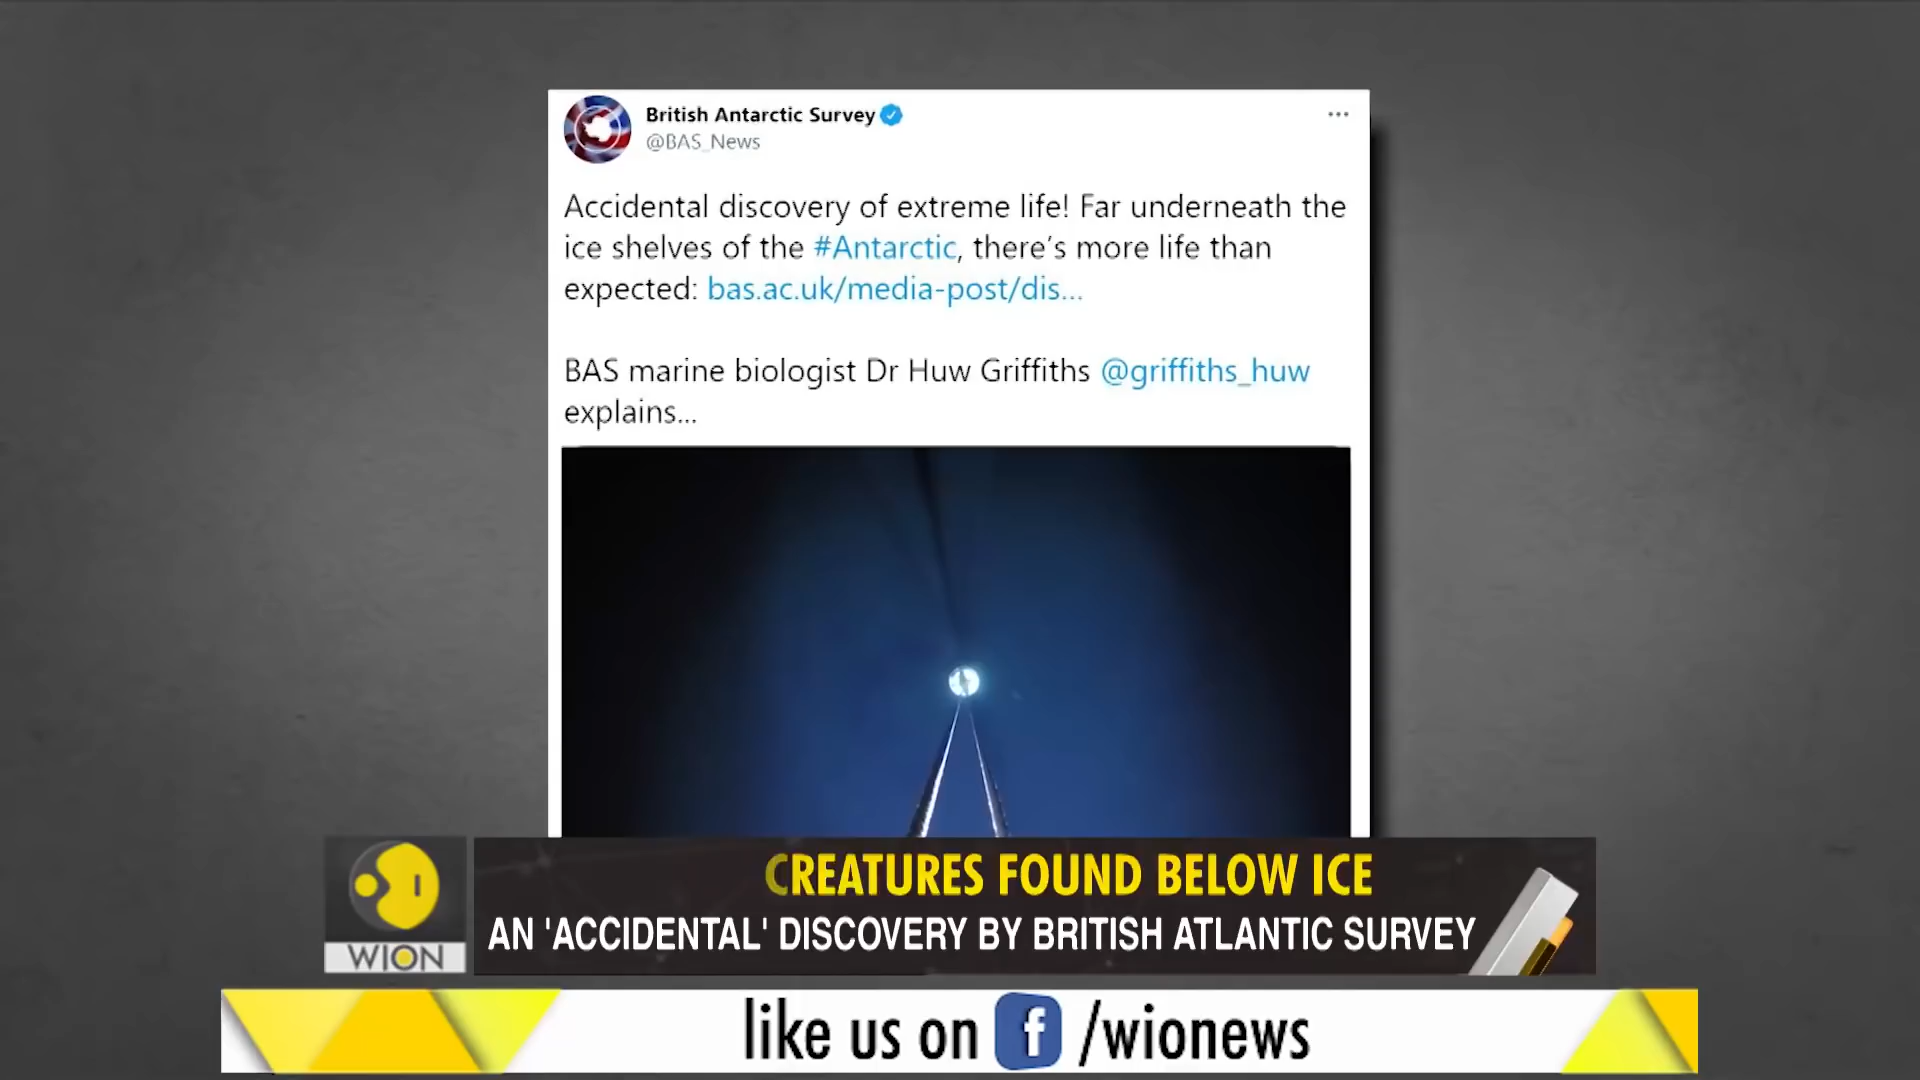 British Antarctic Survey
@BAS_News
Accidental discovery of extreme life! Far underneath the
ice shelves of the #Antarctic, there's more life than
expected: bas.ac.uk/media-post/dis...
BAS marine biologist Dr Huw Griffiths @griffiths_huw
explains...
CREATURES FOUND BELOW ICE
AN 'ACCIDENTAL' DISCOVERY BY BRITISH ATLANTIC SURVEY
WION
like us on f /wionews